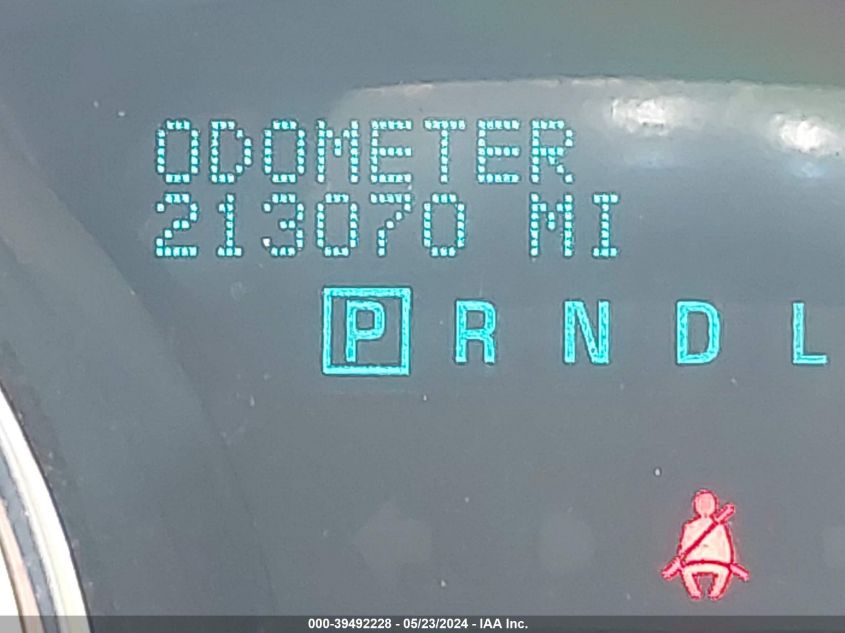 ODOMETER
213070 MI
P R N D L
000-39492228 - 05/23/2024 - IAA Inc.